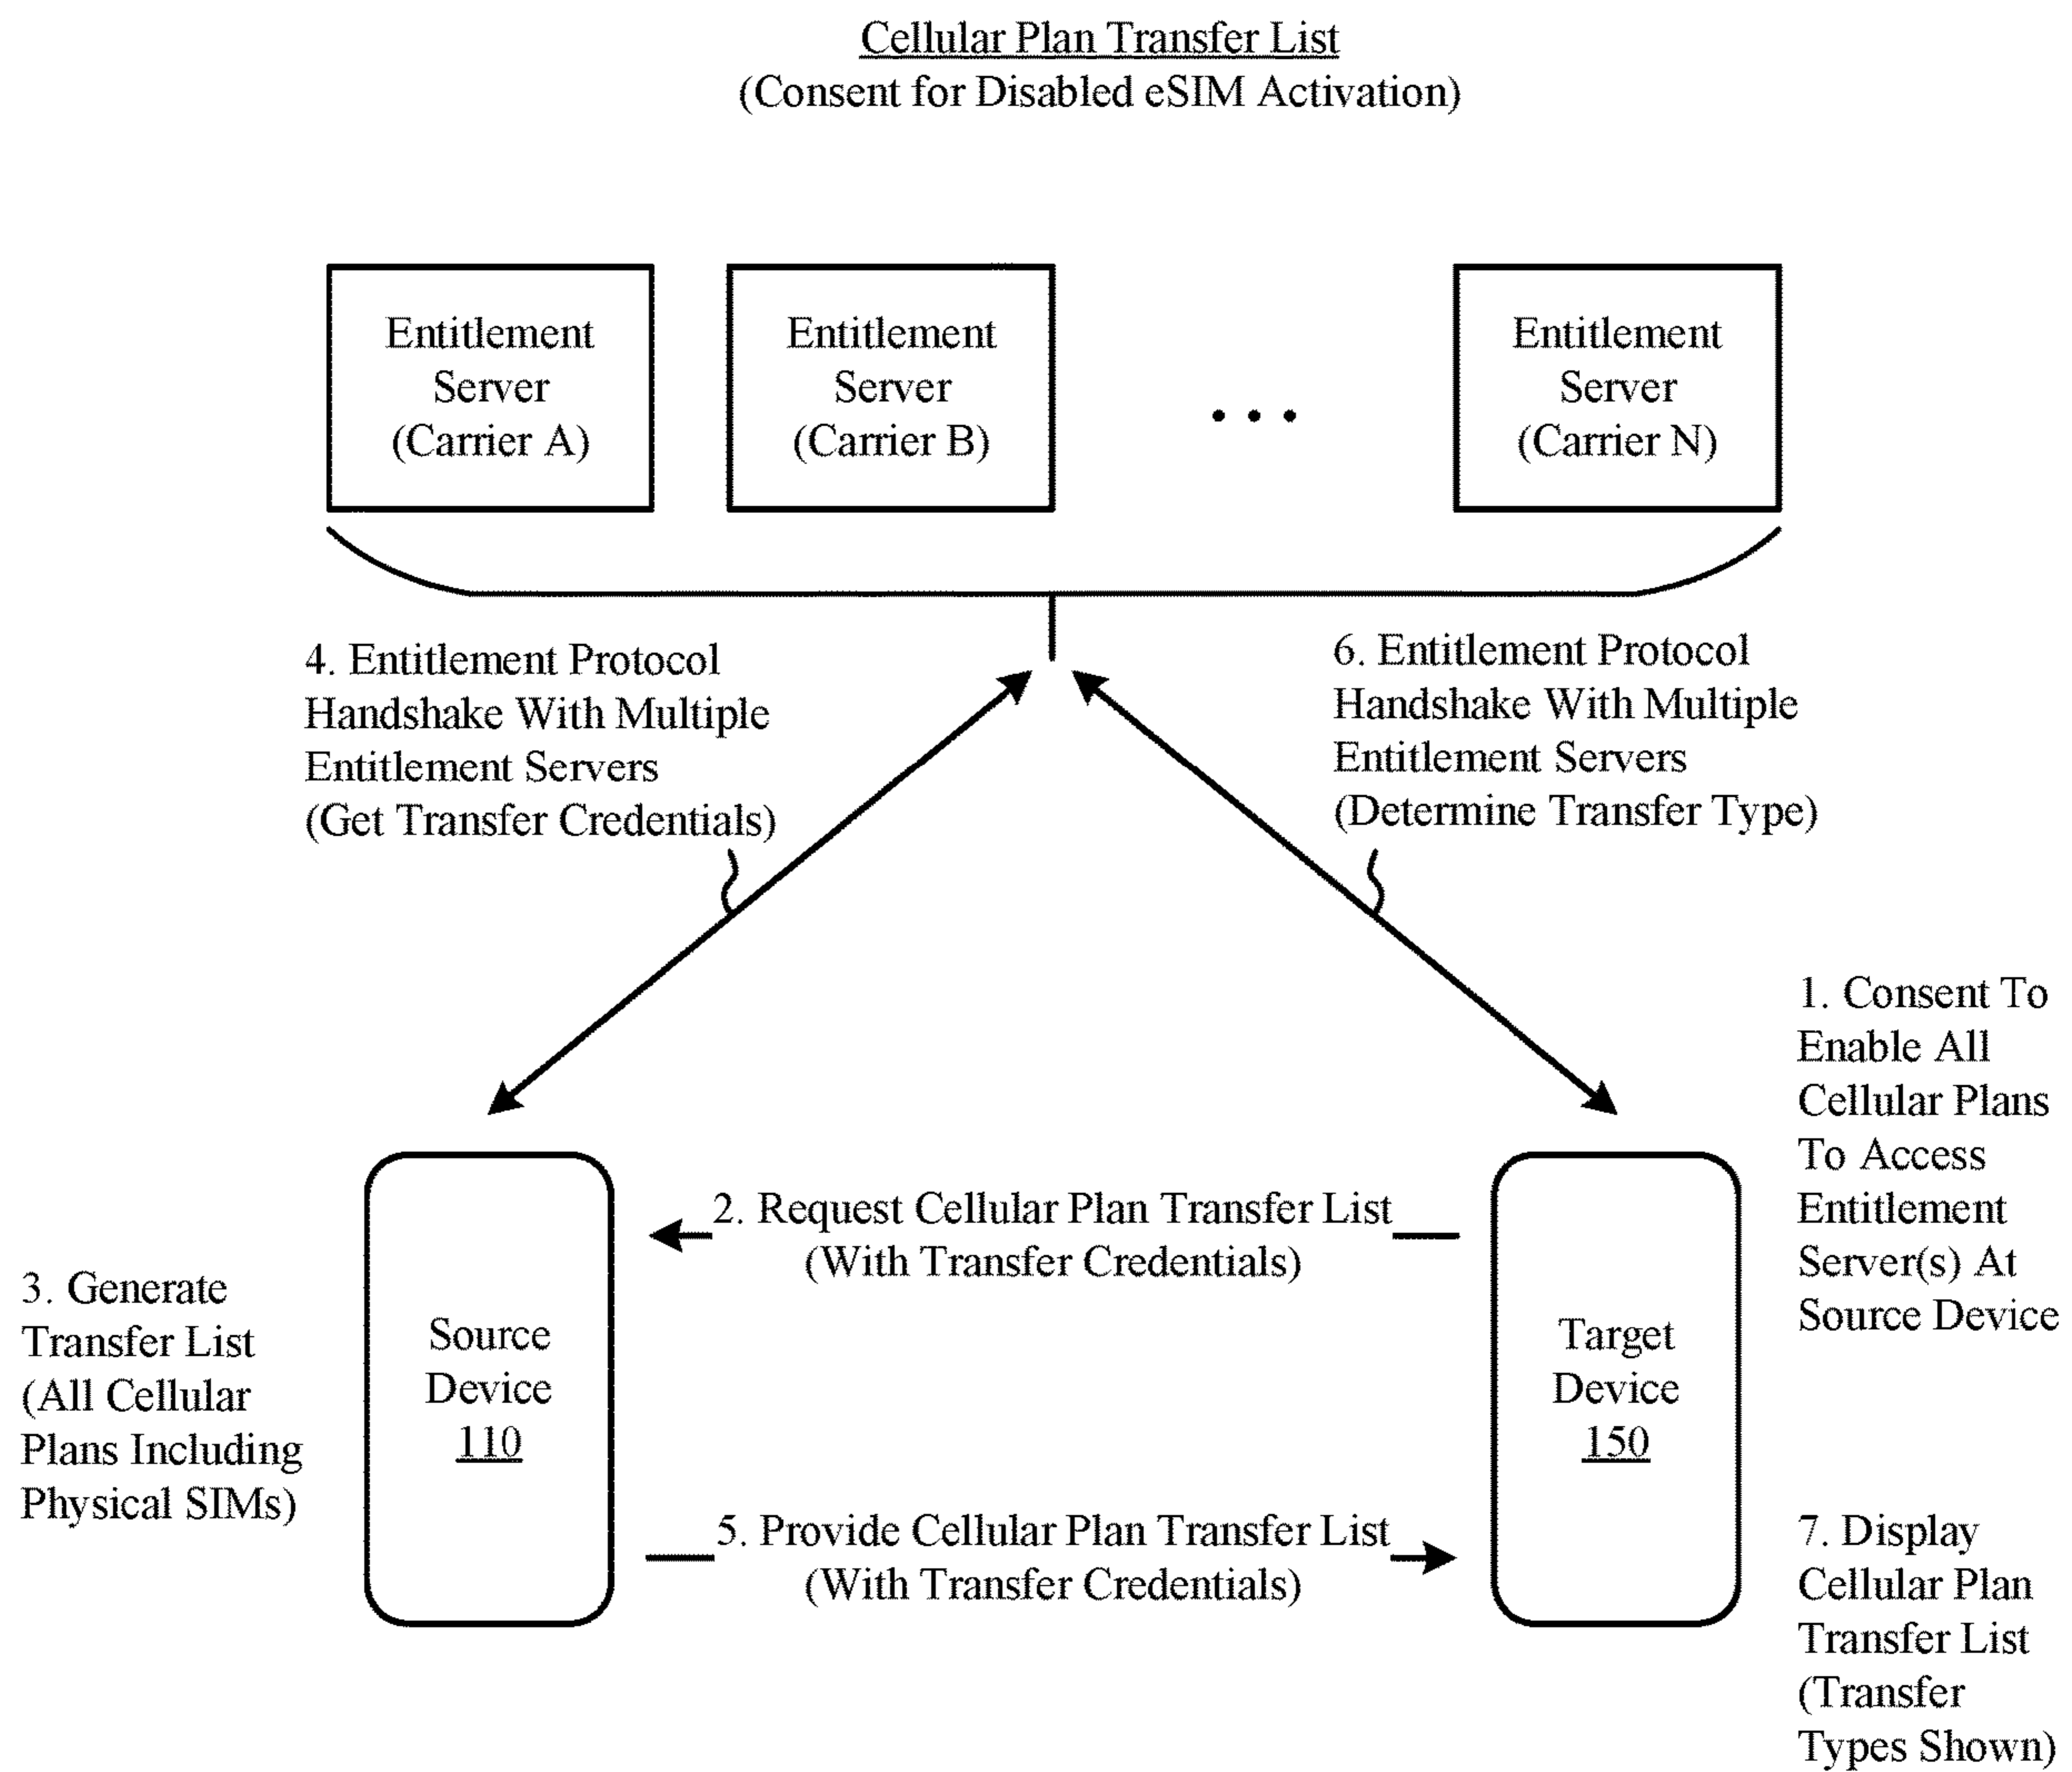 Cellular Plan Transfer List
(Consent for Disabled eSIM Activation)
Entitlement
Server
(Carrier A)
Entitlement
Server
(Carrier B)
Entitlement
Server
(Carrier N)
4. Entitlement Protocol
Handshake With Multiple
Entitlement Servers
(Get Transfer Credentials)
6. Entitlement Protocol
Handshake With Multiple
Entitlement Servers
(Determine Transfer Type)
1. Consent To
Enable All
Cellular Plans
To Access
Entitlement
Server(s) At
Source Device
2. Request Cellular Plan Transfer List
(With Transfer Credentials)
3. Generate
Transfer List
(All Cellular
Plans Including
Physical SIMs)
Source
Device
110
Target
Device
150
5. Provide Cellular Plan Transfer List
(With Transfer Credentials)
7. Display
Cellular Plan
Transfer List
(Transfer
Types Shown)